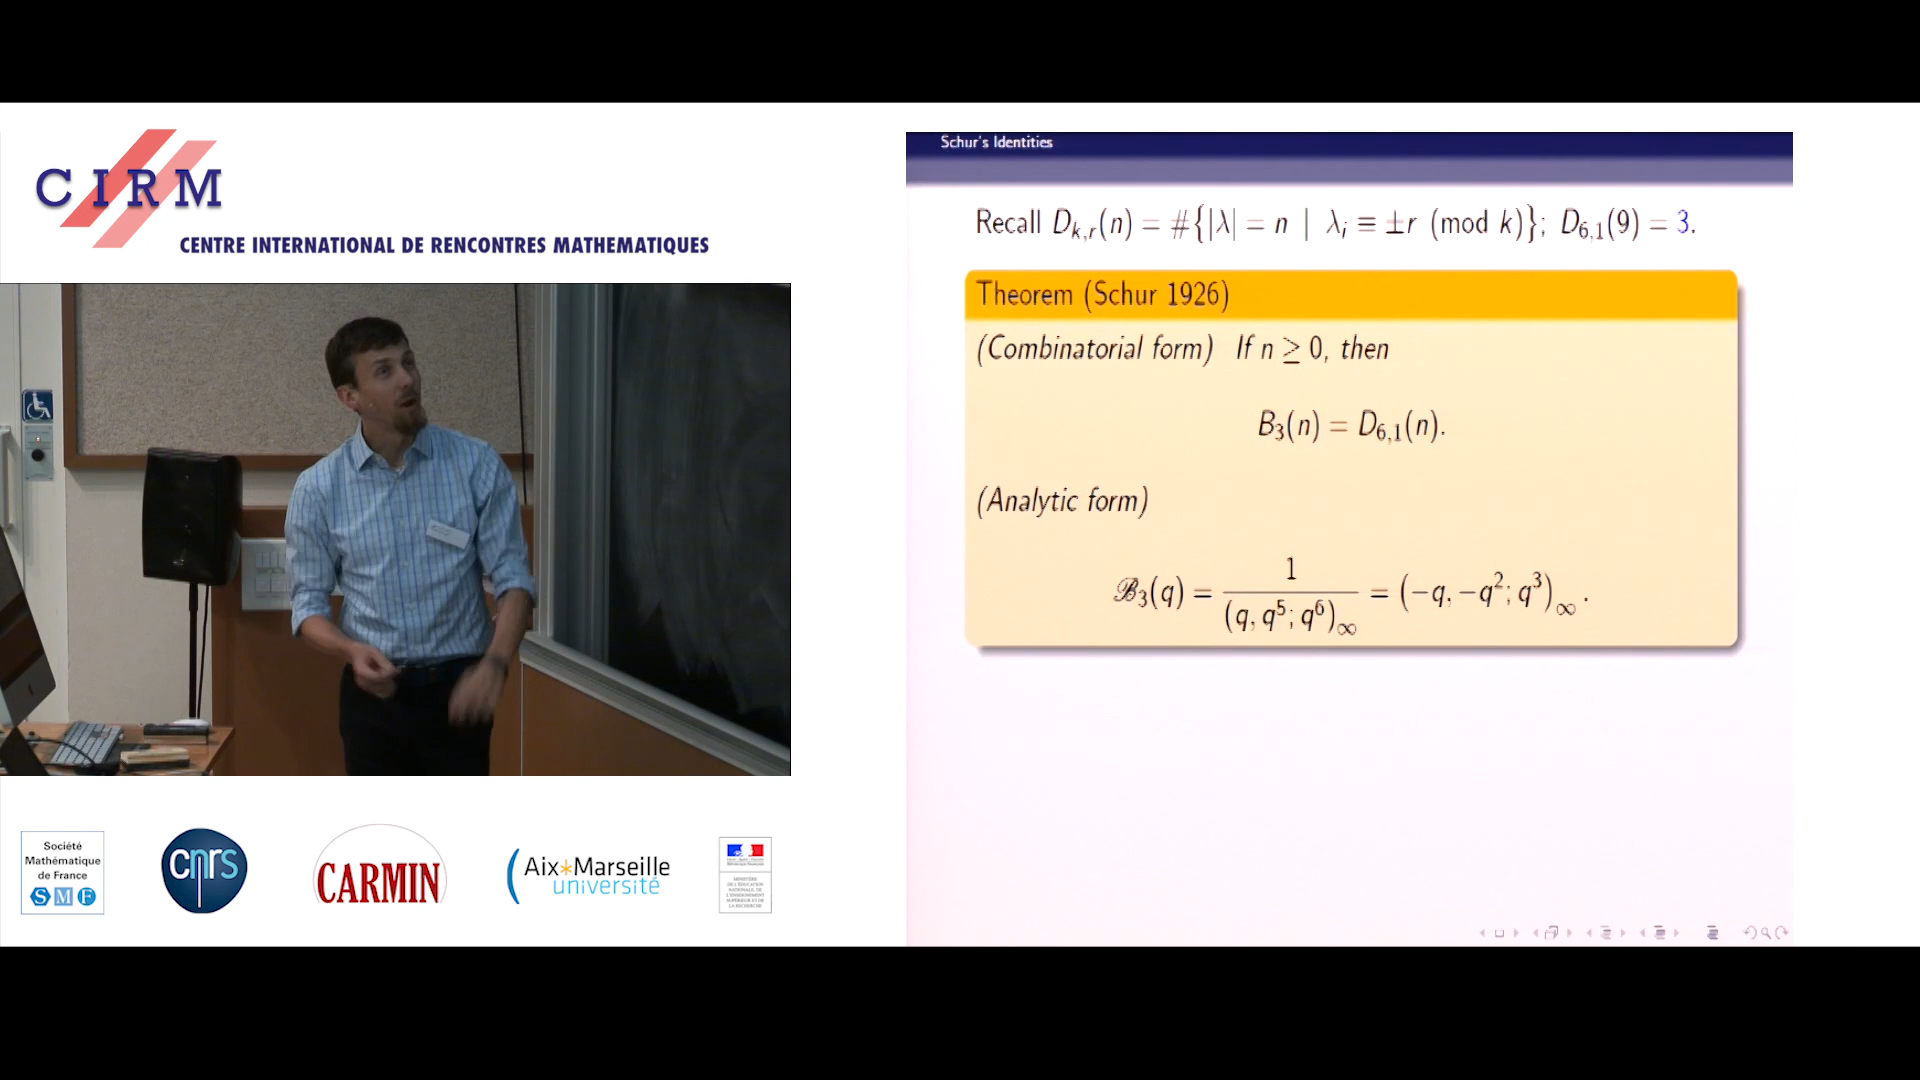 CIRM
CENTRE INTERNATIONAL DE RENCONTRES MATHEMATIQUES
Schur's Identities
Recall D_{k,r}(n) = #{|λ| = n | λ_i ≡ ±r (mod k)}; D_{6,1}(9) = 3.
Theorem (Schur 1926)
(Combinatorial form) If n ≥ 0, then
B_3(n) = D_{6,1}(n).
(Analytic form)
ℬ_3(q) = 1 / (q, q^5; q^6)_∞ = (−q, −q^2; q^3)_∞.
Société
Mathématique
de France
SMF
cnrs
CARMIN
Aix*Marseille
université